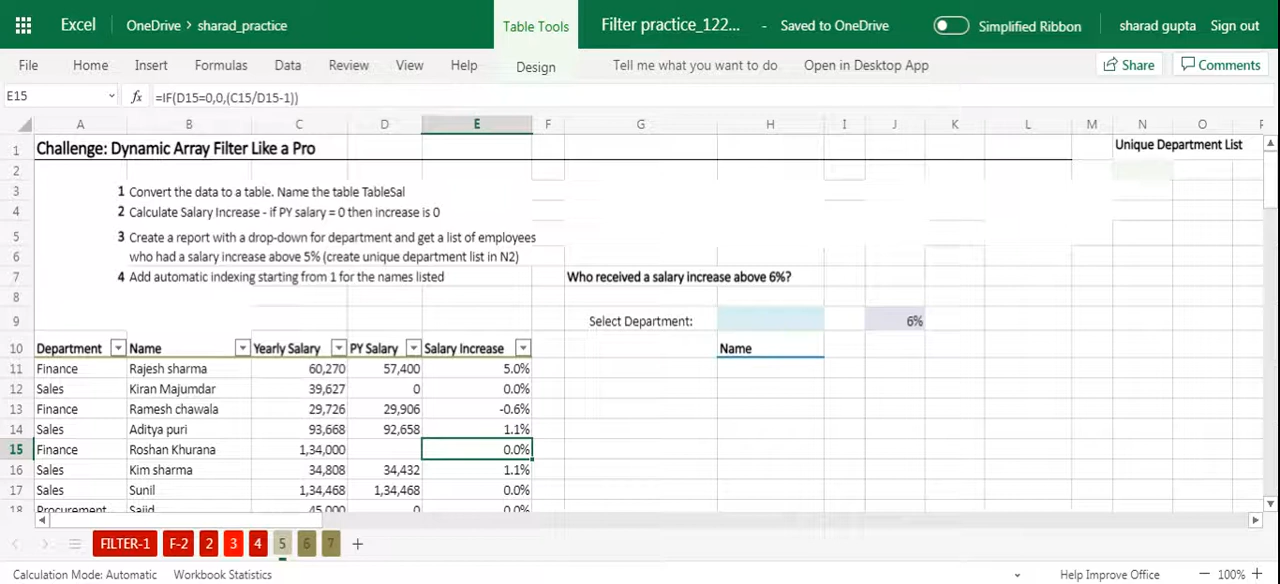 Excel OneDrive > sharad_practice Table Tools Filter practice_122... - Saved to OneDrive Simplified Ribbon sharad gupta Sign out
File Home Insert Formulas Data Review View Help Design Tell me what you want to do Open in Desktop App Share Comments
E15 fx =IF(D15=0,0,(C15/D15-1))
A B C D E F G H I J K L M N O P
1 Challenge: Dynamic Array Filter Like a Pro Unique Department List
2
3 1 Convert the data to a table. Name the table TableSal
4 2 Calculate Salary Increase - if PY salary = 0 then increase is 0
5 3 Create a report with a drop-down for department and get a list of employees
6 who had a salary increase above 5% (create unique department list in N2)
7 4 Add automatic indexing starting from 1 for the names listed Who received a salary increase above 6%?
8
9 Select Department: 6%
10 Department Name Yearly Salary PY Salary Salary Increase Name
11 Finance Rajesh sharma 60,270 57,400 5.0%
12 Sales Kiran Majumdar 39,627 0 0.0%
13 Finance Ramesh chawala 29,726 29,906 -0.6%
14 Sales Aditya puri 93,668 92,658 1.1%
15 Finance Roshan Khurana 1,34,000 0.0%
16 Sales Kim sharma 34,808 34,432 1.1%
17 Sales Sunil 1,34,468 1,34,468 0.0%
18 Procurement Sajid 45,000 0 0.0%
FILTER-1 F-2 2 3 4 5 6 7 +
Calculation Mode: Automatic Workbook Statistics Help Improve Office 100%